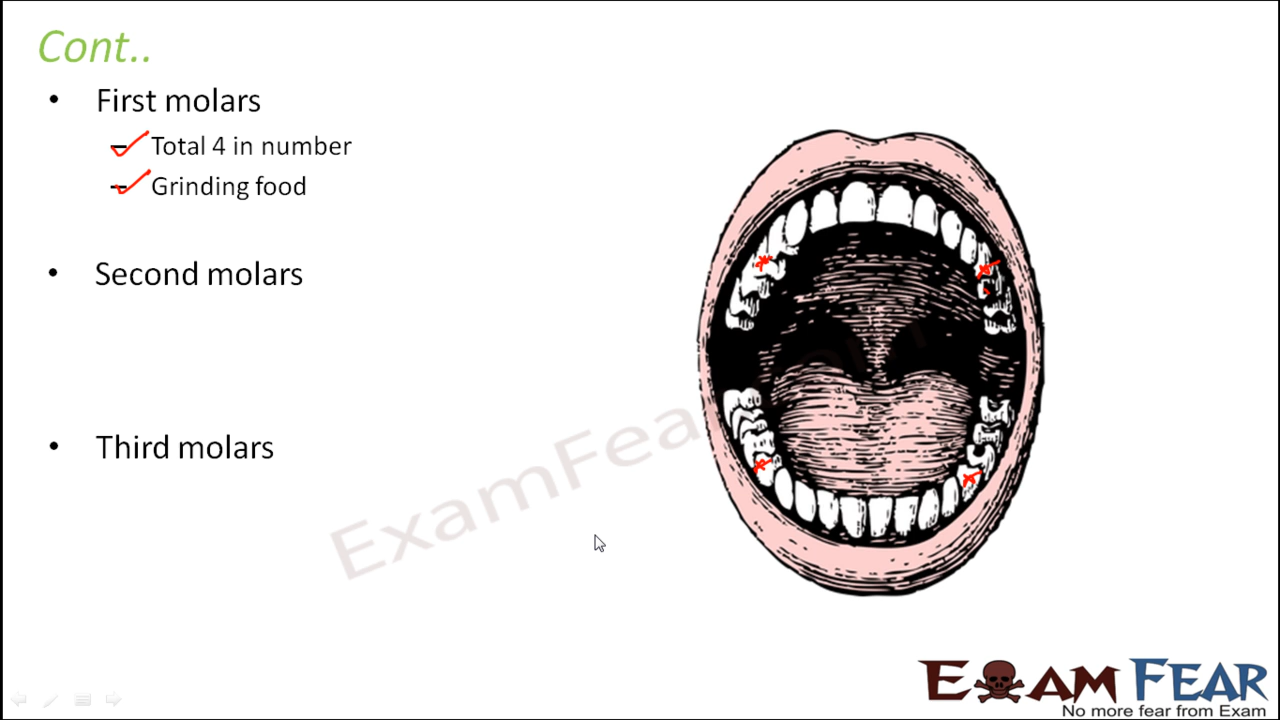 Cont..
• First molars
– Total 4 in number
– Grinding food
• Second molars
• Third molars
ExamFea
EXAM FEAR
No more fear from Exam